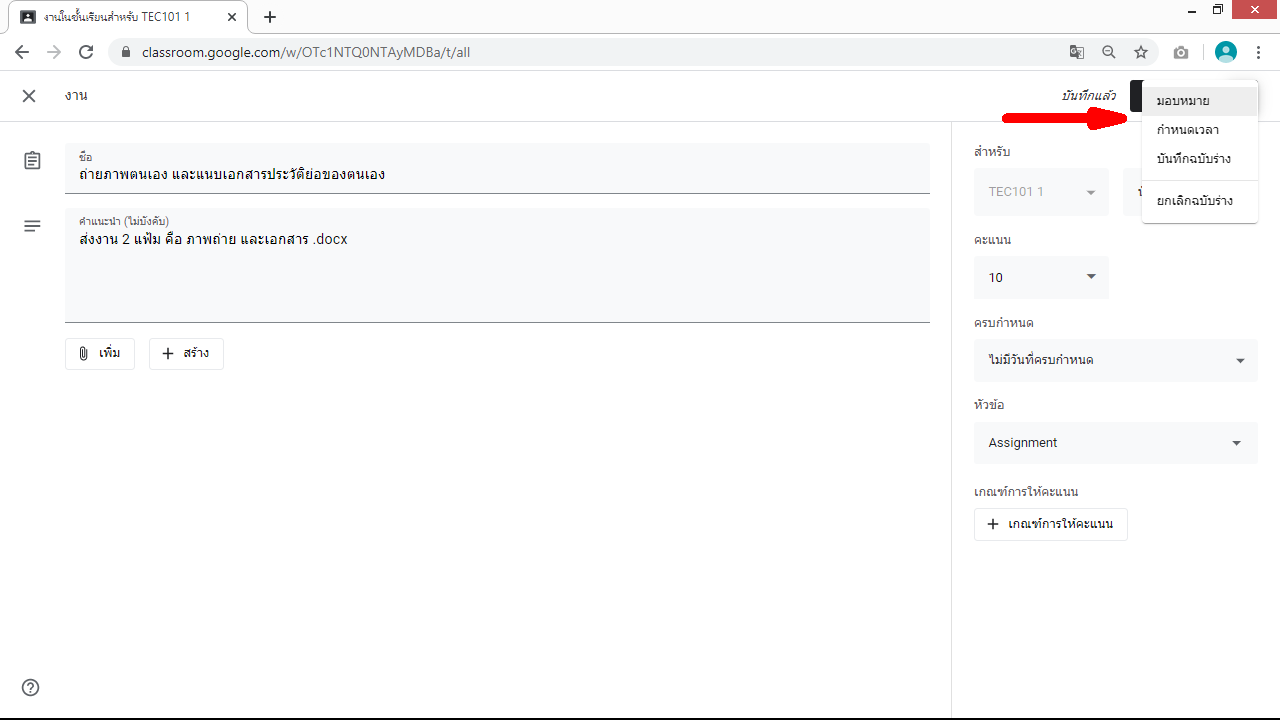 งานในชั้นเรียนสำหรับ TEC101 1
classroom.google.com/w/OTc1NTQ0NTAyMDBa/t/all
งาน
บันทึกแล้ว
มอบหมาย
กำหนดเวลา
บันทึกฉบับร่าง
ยกเลิกฉบับร่าง
ชื่อ
ถ่ายภาพตนเอง และแนบเอกสารประวัติย่อของตนเอง
คำแนะนำ (ไม่บังคับ)
ส่งงาน 2 แฟ้ม คือ ภาพถ่าย และเอกสาร .docx
เพิ่ม
สร้าง
สำหรับ
TEC101 1
คะแนน
10
ครบกำหนด
ไม่มีวันที่ครบกำหนด
หัวข้อ
Assignment
เกณฑ์การให้คะแนน
เกณฑ์การให้คะแนน